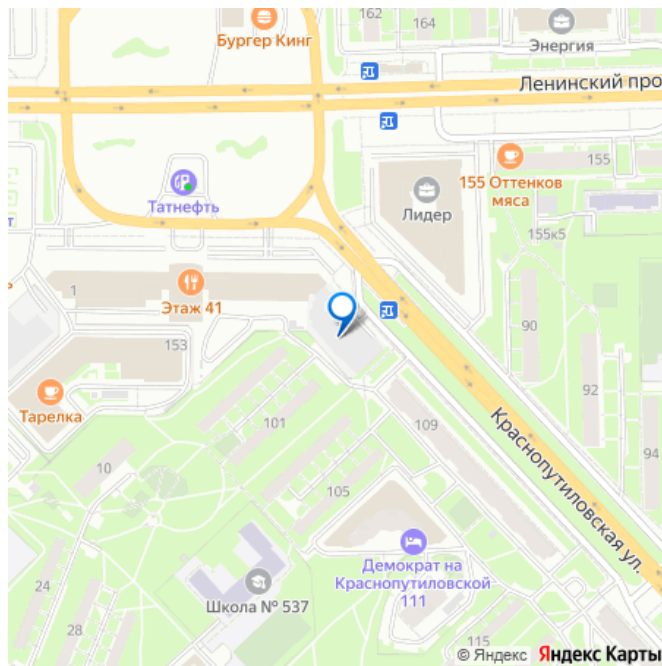 162
164
Бургер Кинг
Энергия
Ленинский про
155
155 Оттенков
мяса
Татнефть
Лидер
т
155к5
ь
1
Этаж 41
90
153
92
Тарелка
101
109
Краснопутиловская ул.
94
10
105
Демократ на
Краснопутиловской
111
24
Школа № 537
28
115
© Яндекс Яндекс Карты